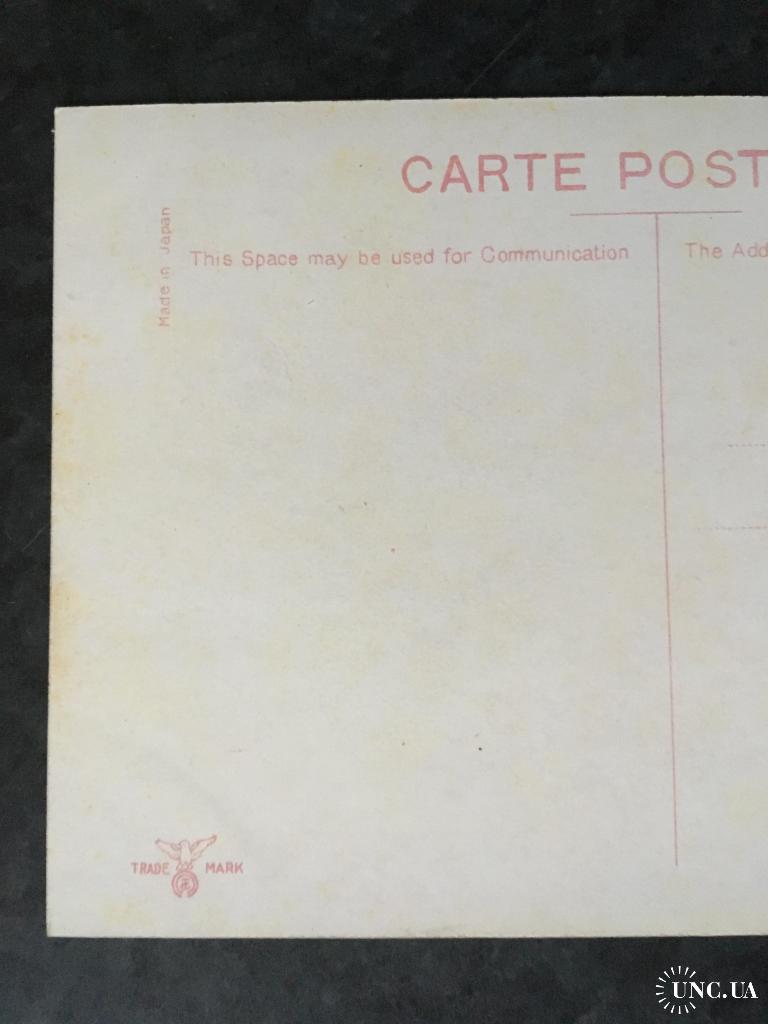 CARTE POST
Made in Japan
This Space may be used for Communication
The Add
TRADE MARK
UNC.UA